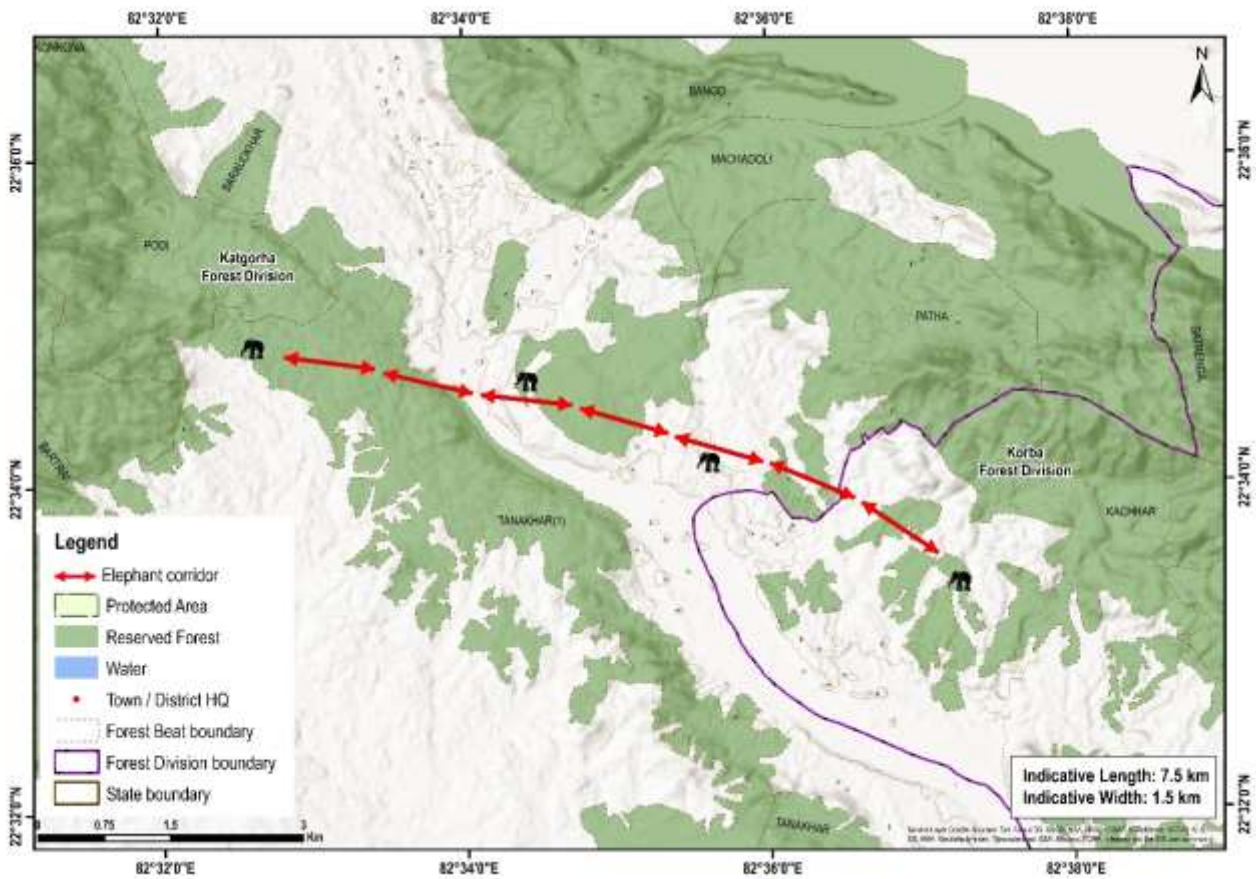 82°32'0"E 82°34'0"E 82°36'0"E 82°38'0"E
N
KONKONA
BANGO
22°36'0"N 22°36'0"N
MACHADOLI
PODI
Katgorha
Forest Division
PATHA
Korba
Forest Division
22°34'0"N 22°34'0"N
KACHHAR
TANAKHAR(1)
Legend
Elephant corridor
Protected Area
Reserved Forest
Water
Town / District HQ
Forest Beat boundary
Forest Division boundary
State boundary
Indicative Length: 7.5 km
Indicative Width: 1.5 km
22°32'0"N 22°32'0"N
TANAKHAR
0 0.75 1.5 3
Km
82°32'0"E 82°34'0"E 82°36'0"E 82°38'0"E